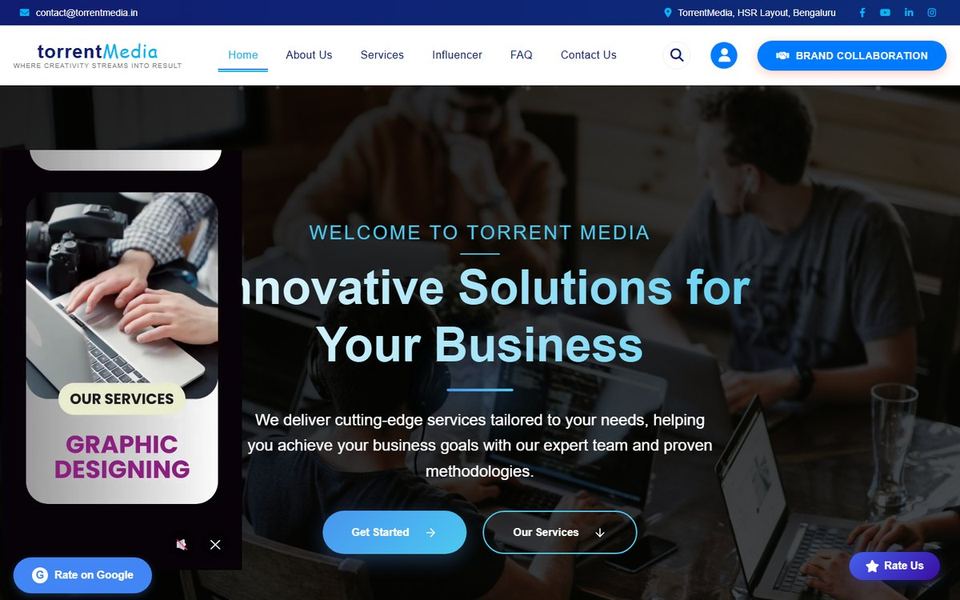 contact@torrentmedia.in
TorrentMedia, HSR Layout, Bengaluru
torrentMedia
WHERE CREATIVITY STREAMS INTO RESULT
Home
About Us
Services
Influencer
FAQ
Contact Us
BRAND COLLABORATION
WELCOME TO TORRENT MEDIA
nnovative Solutions for
Your Business
We deliver cutting-edge services tailored to your needs, helping
you achieve your business goals with our expert team and proven
methodologies.
Get Started
Our Services
OUR SERVICES
GRAPHIC
DESIGNING
G Rate on Google
Rate Us